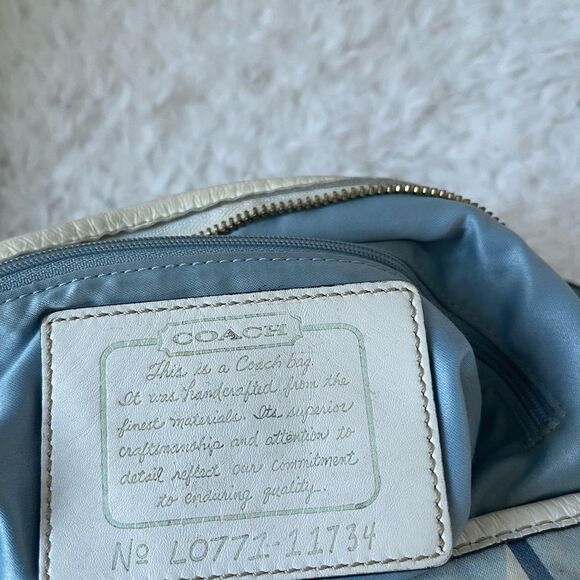 COACH
This is a Coach bag.
It was handcrafted from the
finest materials. Its superior
craftsmanship and attention to
detail reflect our commitment
to enduring quality...
No L0771-11734